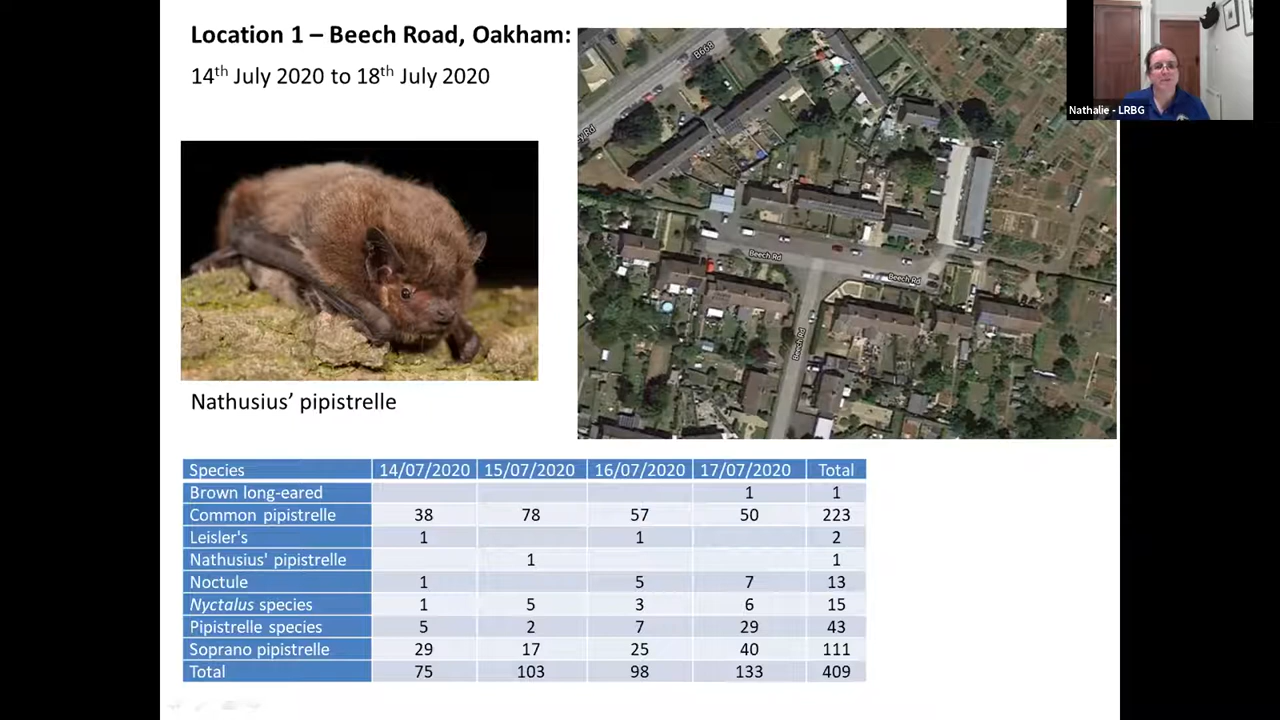 Location 1 – Beech Road, Oakham:
14th July 2020 to 18th July 2020
Nathalie - LRBG
B668
Beech Rd
Beech Rd
Beech Rd
Nathusius’ pipistrelle
Species 14/07/2020 15/07/2020 16/07/2020 17/07/2020 Total
Brown long-eared 1 1
Common pipistrelle 38 78 57 50 223
Leisler's 1 1 2
Nathusius' pipistrelle 1 1
Noctule 1 5 7 13
Nyctalus species 1 5 3 6 15
Pipistrelle species 5 2 7 29 43
Soprano pipistrelle 29 17 25 40 111
Total 75 103 98 133 409